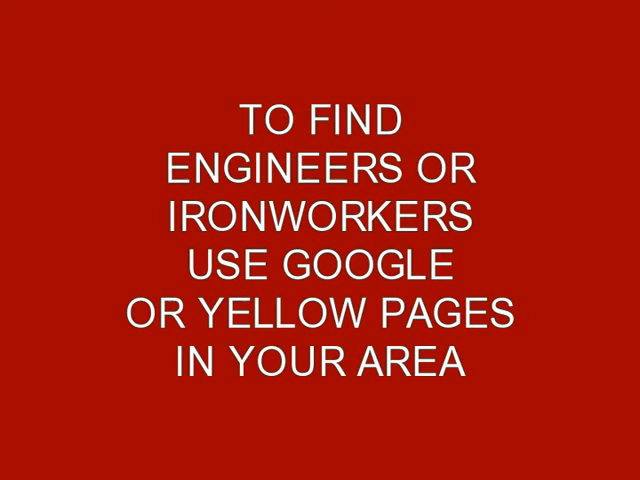 TO FIND
ENGINEERS OR
IRONWORKERS
USE GOOGLE
OR YELLOW PAGES
IN YOUR AREA